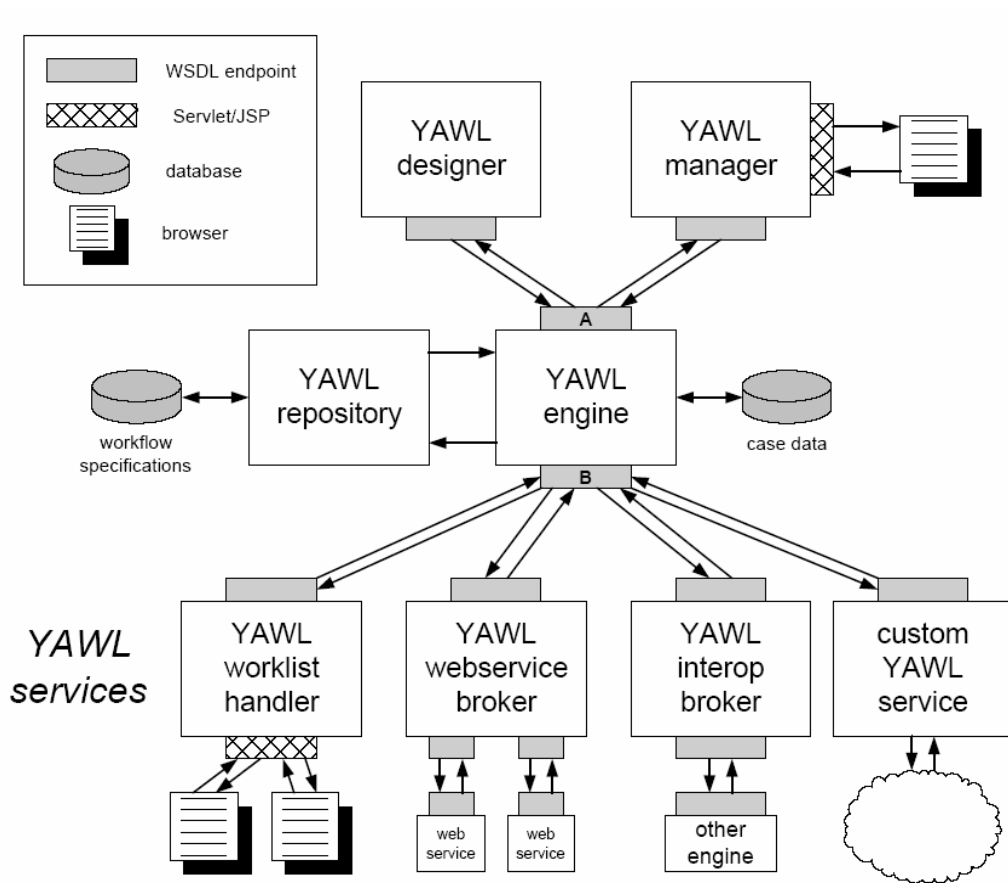 WSDL endpoint
Servlet/JSP
database
browser
YAWL
designer
YAWL
manager
A
YAWL
repository
YAWL
engine
workflow
specifications
case data
B
YAWL
services
YAWL
worklist
handler
YAWL
webservice
broker
YAWL
interop
broker
custom
YAWL
service
web
service
web
service
other
engine